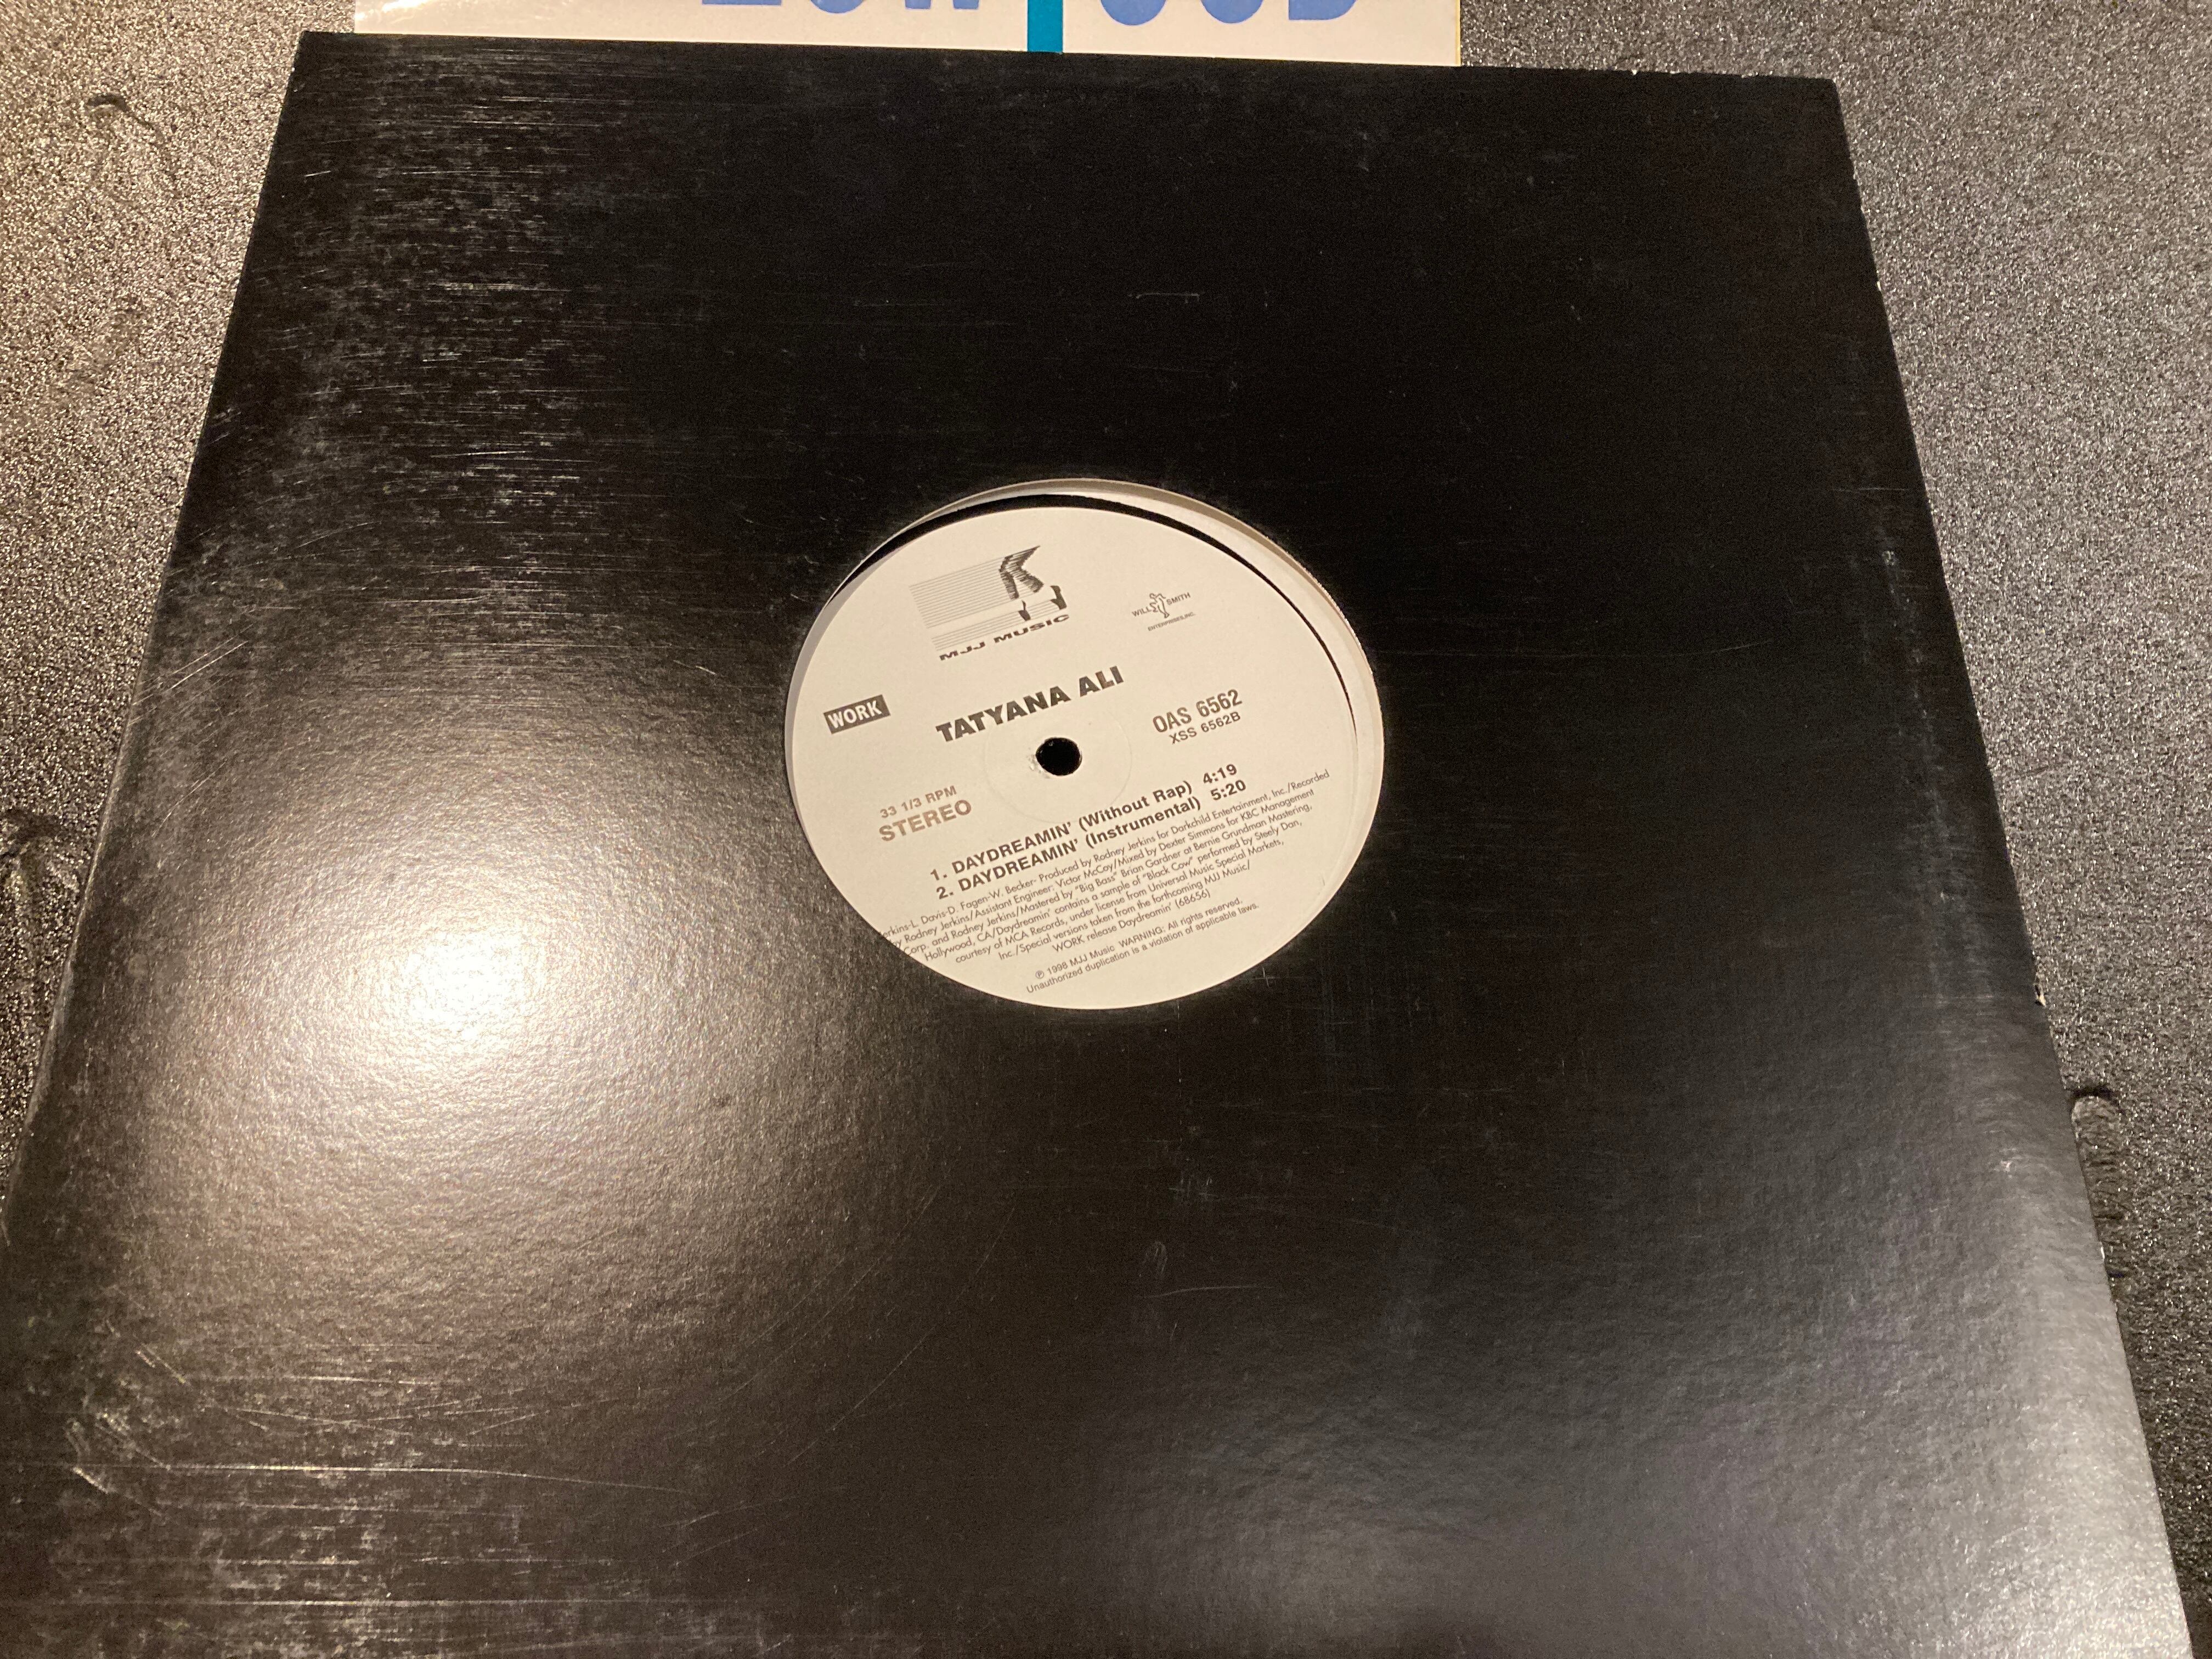 MJJ MUSIC
WILL SMITH
ENTERPRISES, INC.
WORK
TATYANA ALI
OAS 6562
XSS 6562B
33 1/3 RPM
STEREO
1. DAYDREAMIN' (Without Rap) 4:19
2. DAYDREAMIN' (Instrumental) 5:20
L. Davis-D. Fagen-W. Becker- Produced by Rodney Jerkins for Darkchild Entertainment, Inc./Recorded
by Rodney Jerkins/Assistant Engineer: Victor McCoy/Mixed by Dexter Simmons for KBC Management
Corp. and Rodney Jerkins/Mastered by "Big Bass" Brian Gardner at Bernie Grundman Mastering,
Hollywood, CA/Daydreamin' contains a sample of "Black Cow" performed by Steely Dan,
courtesy of MCA Records, under license from Universal Music Special Markets,
Inc./Special versions taken from the forthcoming MJJ Music/
WORK release Daydreamin' (68656)
℗ 1998 MJJ Music WARNING: All rights reserved.
Unauthorized duplication is a violation of applicable laws.